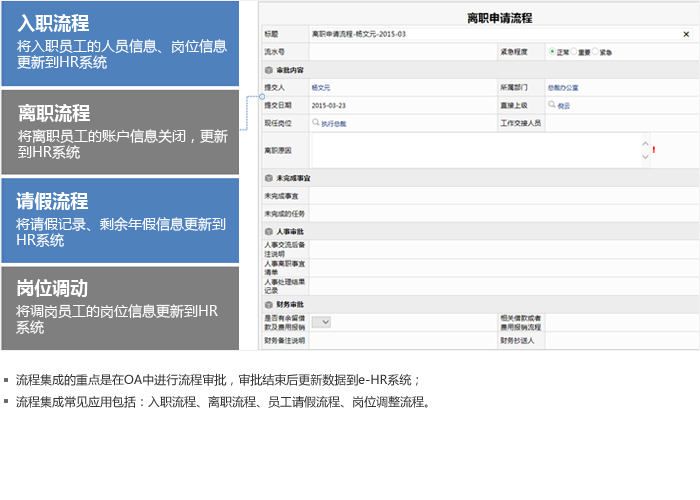 入职流程
将入职员工的人员信息、岗位信息
更新到HR系统
离职流程
将离职员工的账户信息关闭，更新
到HR系统
请假流程
将请假记录、剩余年假信息更新到
HR系统
岗位调动
将调岗员工的岗位信息更新到HR
系统
离职申请流程
标题 离职申请流程-杨文元-2015-03
流水号 紧急程度 正常 重要 紧急
审批内容
提交人 杨文元 所属部门 总裁办公室
提交日期 2015-03-23 直接上级 倪云
现任岗位 执行总裁 工作交接人员
离职原因 !
未完成事宜
未完成事宜
未完成的任务
人事审批
人事交流后备
注说明
人事离职事宜
清单
人事处理结果
记录
财务审批
是否有余留借 相关借款或者
款及费用报销 费用报销流程
财务备注说明 财务抄送人
流程集成的重点是在OA中进行流程审批，审批结束后更新数据到e-HR系统；
流程集成常见应用包括：入职流程、离职流程、员工请假流程、岗位调整流程。